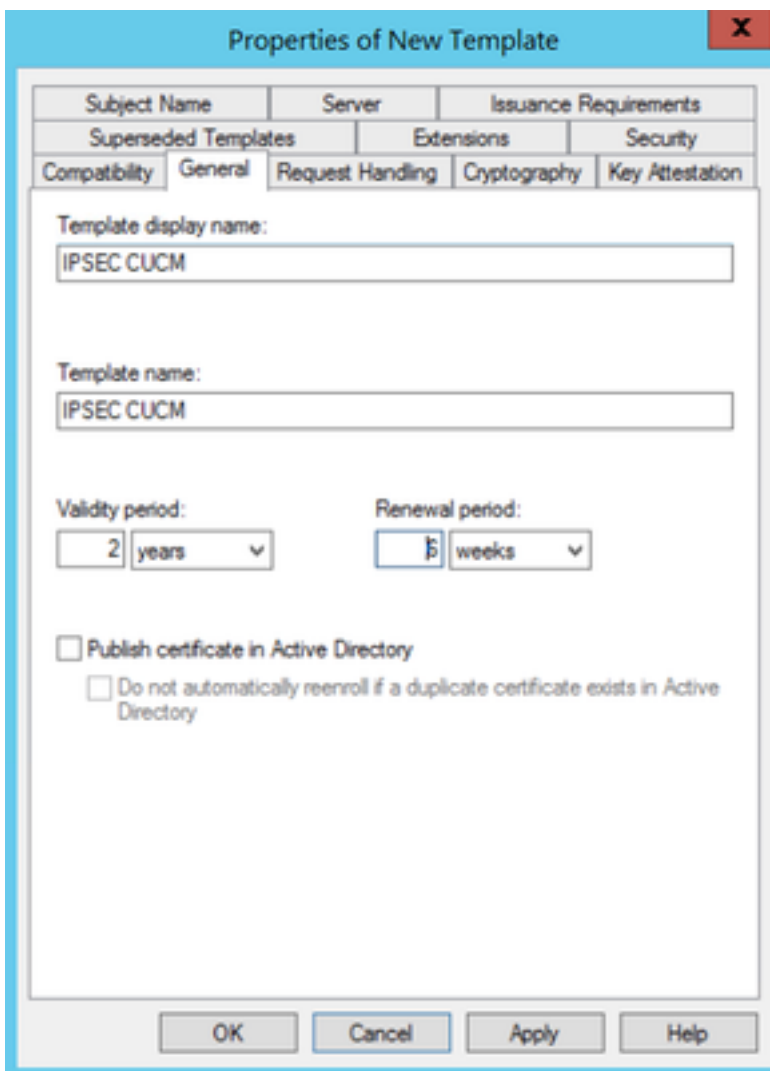 Properties of New Template
x
Subject Name Server Issuance Requirements
Superseded Templates Extensions Security
Compatibility General Request Handling Cryptography Key Attestation
Template display name:
IPSEC CUCM
Template name:
IPSEC CUCM
Validity period: Renewal period:
2 years 6 weeks
Publish certificate in Active Directory
Do not automatically reenroll if a duplicate certificate exists in Active
Directory
OK Cancel Apply Help